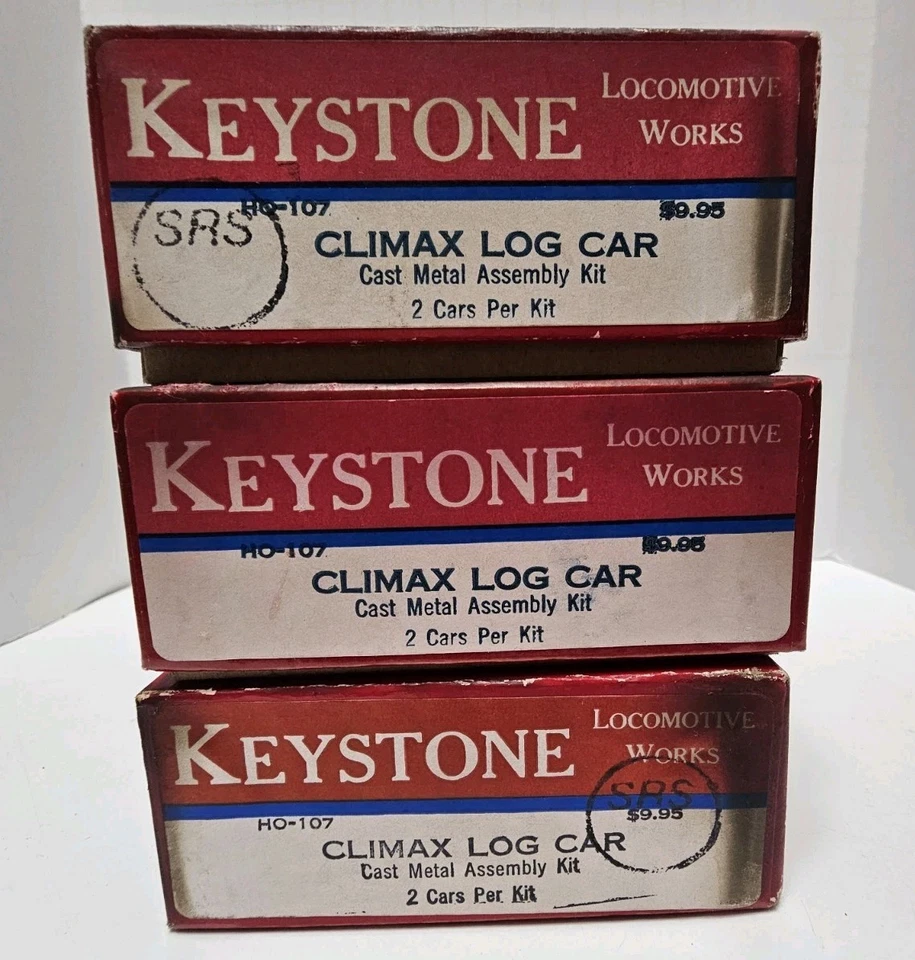 KEYSTONE LOCOMOTIVE
WORKS
HO-107 $9.95
SRS
CLIMAX LOG CAR
Cast Metal Assembly Kit
2 Cars Per Kit
KEYSTONE LOCOMOTIVE
WORKS
HO-107 $9.95
CLIMAX LOG CAR
Cast Metal Assembly Kit
2 Cars Per Kit
KEYSTONE LOCOMOTIVE
WORKS
SRS
HO-107 $9.95
CLIMAX LOG CAR
Cast Metal Assembly Kit
2 Cars Per Kit